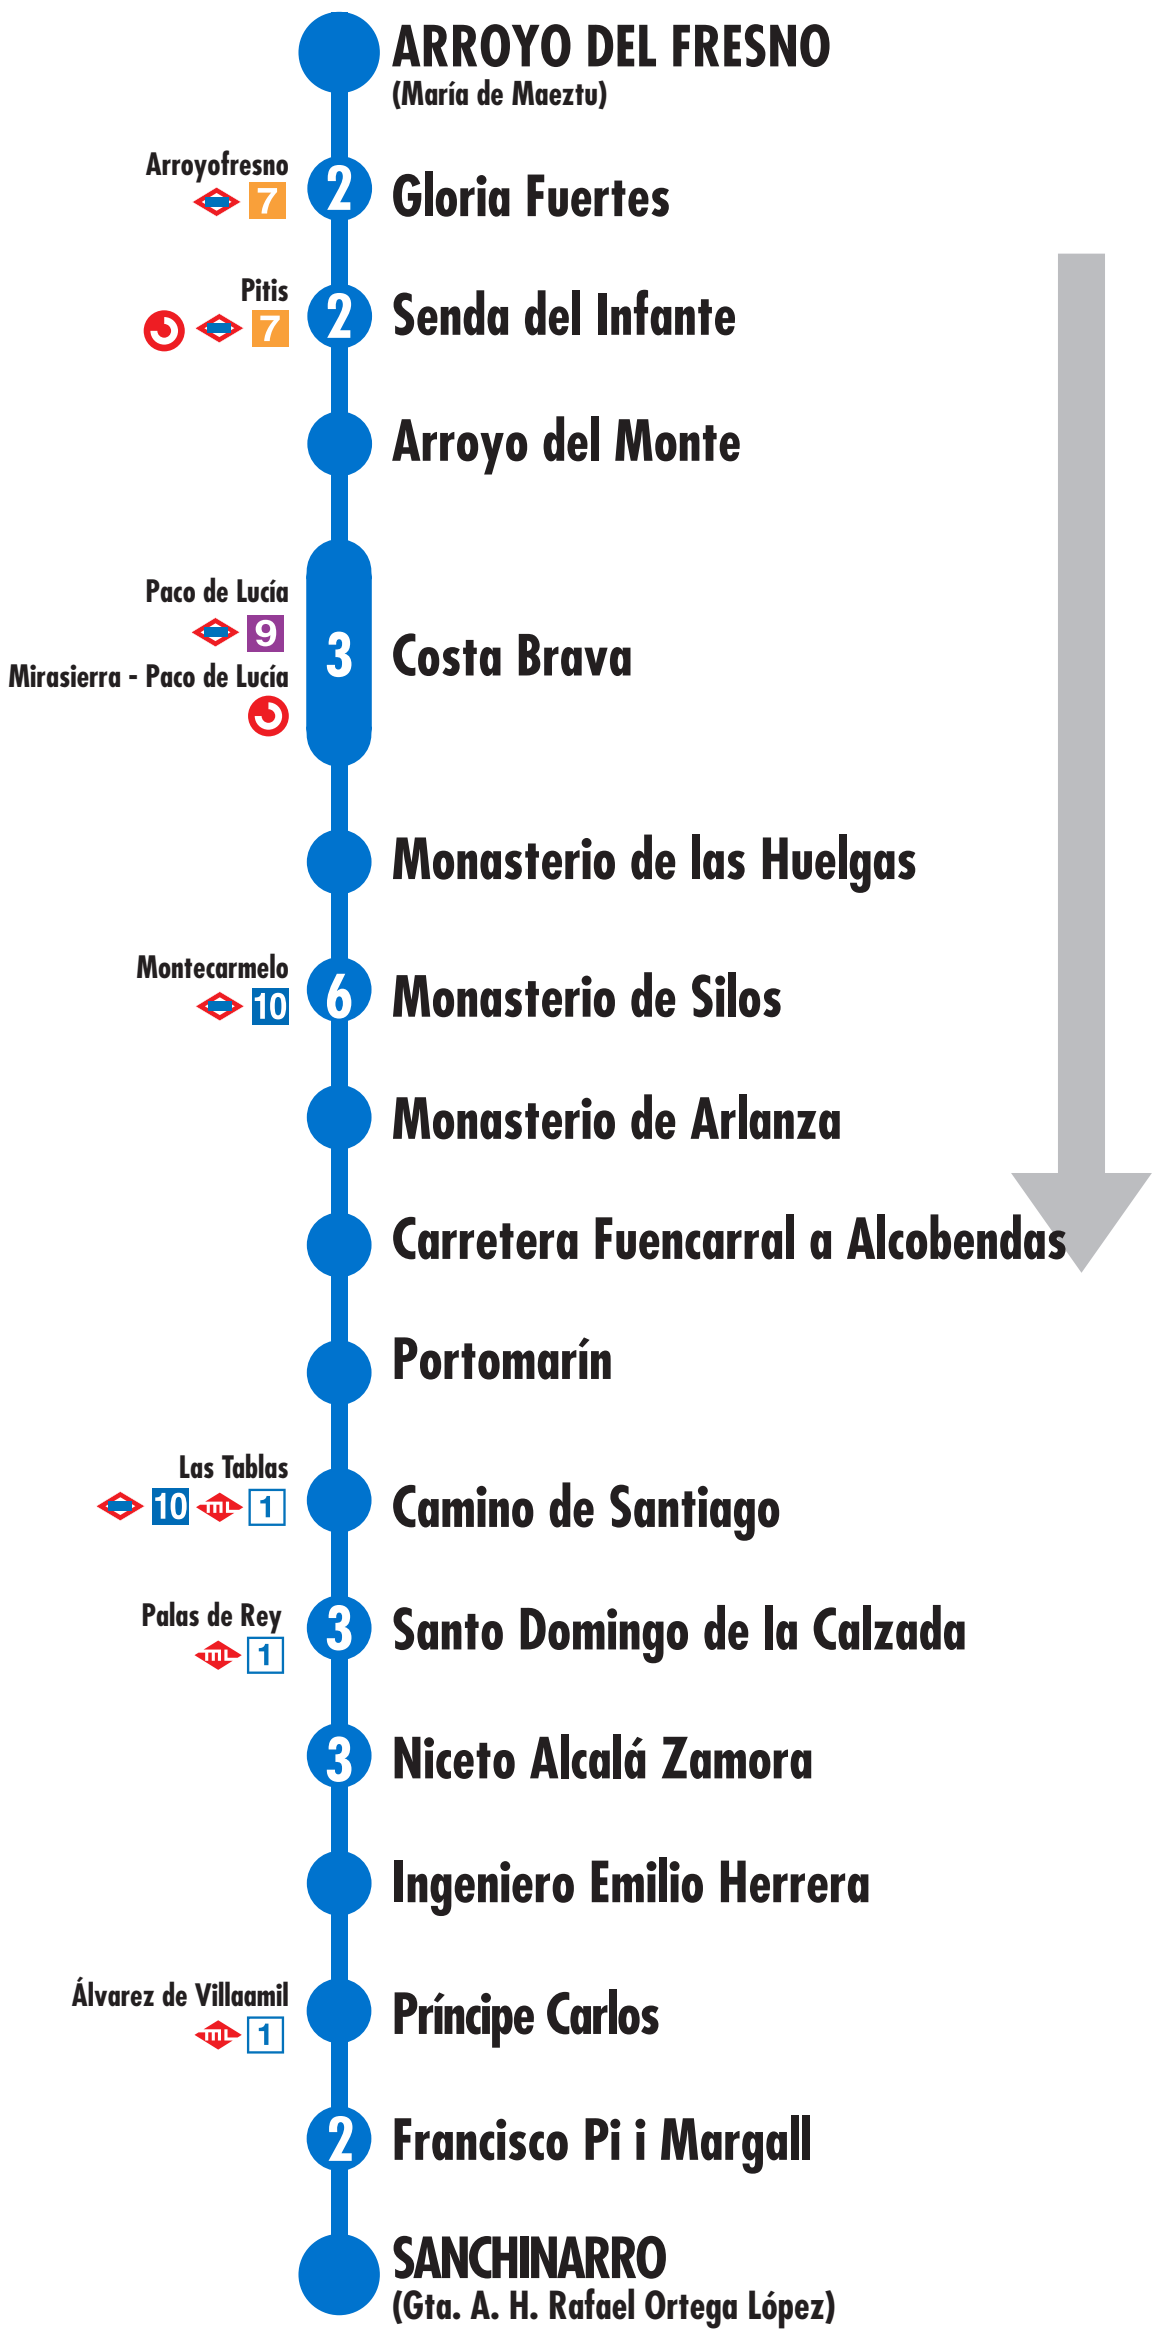 ARROYO DEL FRESNO
(María de Maeztu)
Arroyofresno
7
2
Gloria Fuertes
Pitis
7
2
Senda del Infante
Arroyo del Monte
Paco de Lucía
9
Mirasierra - Paco de Lucía
3
Costa Brava
Monasterio de las Huelgas
Montecarmelo
10
6
Monasterio de Silos
Monasterio de Arlanza
Carretera Fuencarral a Alcobendas
Portomarín
Las Tablas
10 mL 1
Camino de Santiago
Palas de Rey
mL 1
3
Santo Domingo de la Calzada
3
Niceto Alcalá Zamora
Ingeniero Emilio Herrera
Álvarez de Villaamil
mL 1
Príncipe Carlos
2
Francisco Pi i Margall
SANCHINARRO
(Gta. A. H. Rafael Ortega López)